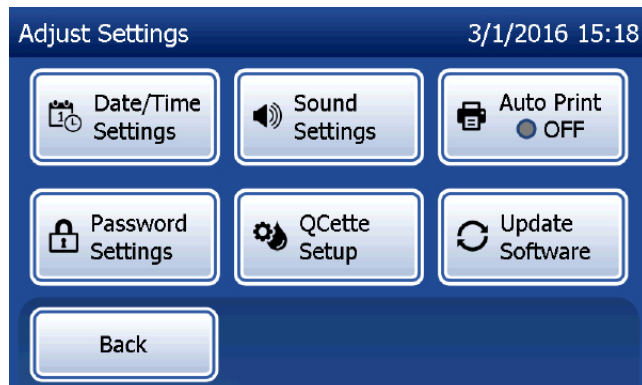 Adjust Settings 3/1/2016 15:18
Date/Time
Settings
Sound
Settings
Auto Print
OFF
Password
Settings
QCette
Setup
Update
Software
Back